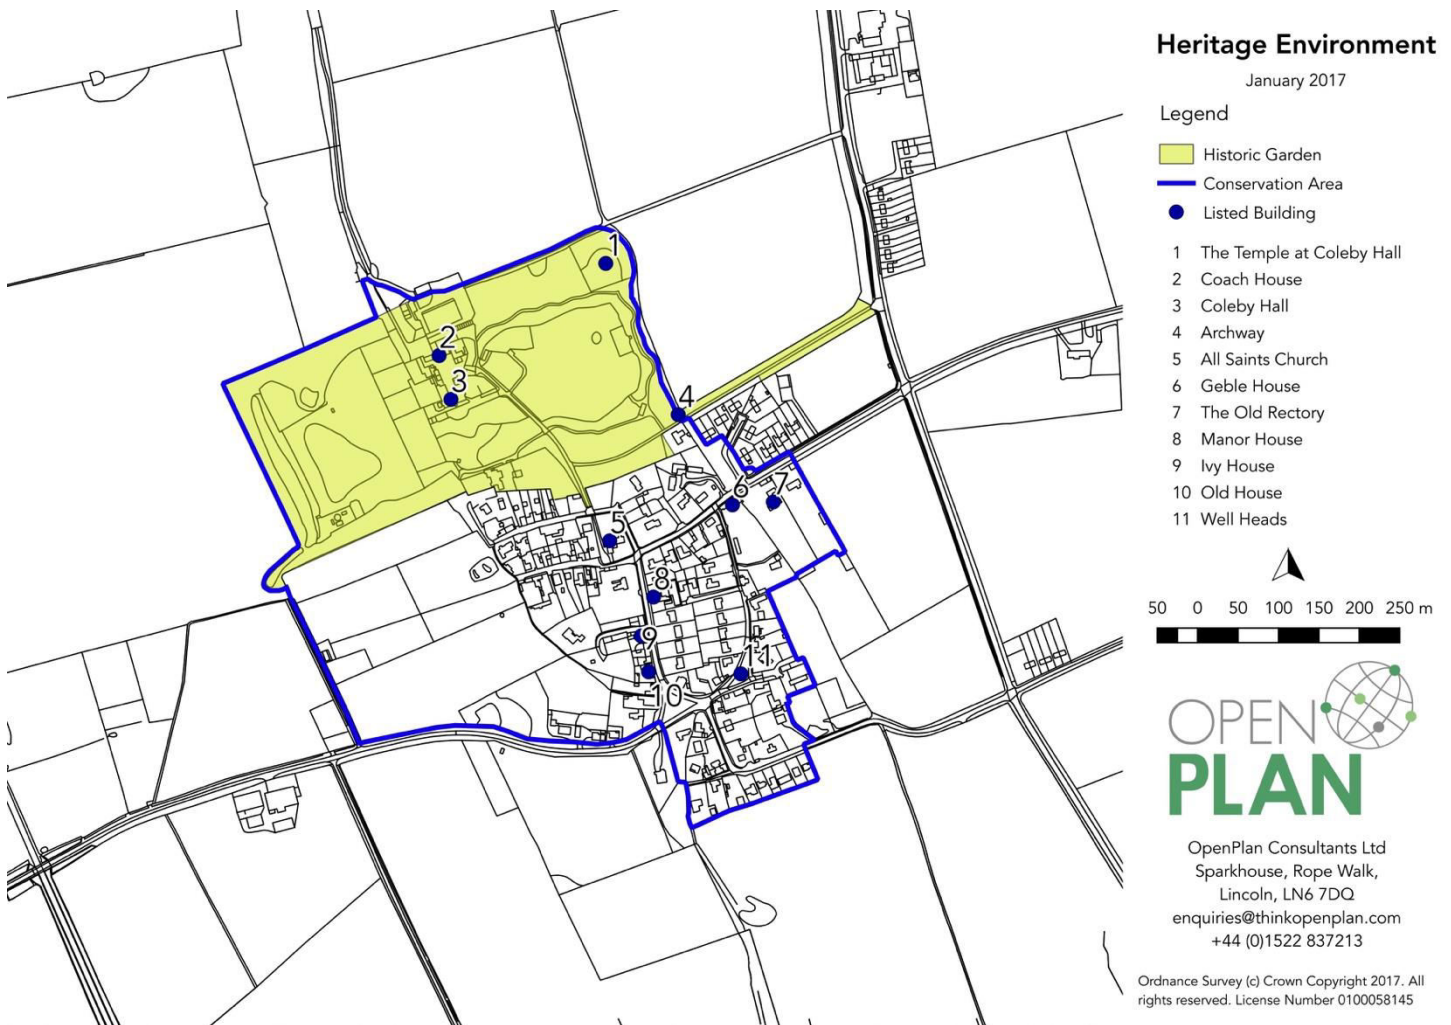 Heritage Environment
January 2017
Legend
Historic Garden
Conservation Area
Listed Building
1 The Temple at Coleby Hall
2 Coach House
3 Coleby Hall
4 Archway
5 All Saints Church
6 Geble House
7 The Old Rectory
8 Manor House
9 Ivy House
10 Old House
11 Well Heads
50 0 50 100 150 200 250 m
OPEN
PLAN
OpenPlan Consultants Ltd
Sparkhouse, Rope Walk,
Lincoln, LN6 7DQ
enquiries@thinkopenplan.com
+44 (0)1522 837213
Ordnance Survey (c) Crown Copyright 2017. All
rights reserved. License Number 0100058145
1
2
3
4
5
6
7
8
9
10
11